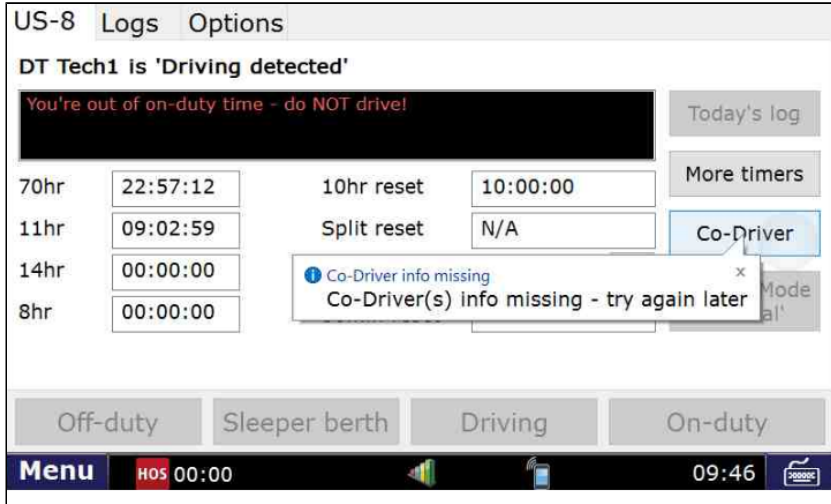 US-8 Logs Options
DT Tech1 is 'Driving detected'
You're out of on-duty time - do NOT drive!
Today's log
More timers
70hr 22:57:12 10hr reset 10:00:00
11hr 09:02:59 Split reset N/A
Co-Driver
14hr 00:00:00
Co-Driver info missing x
Co-Driver(s) info missing - try again later
Mode
8hr 00:00:00
Off-duty Sleeper berth Driving On-duty
Menu HOS 00:00 09:46